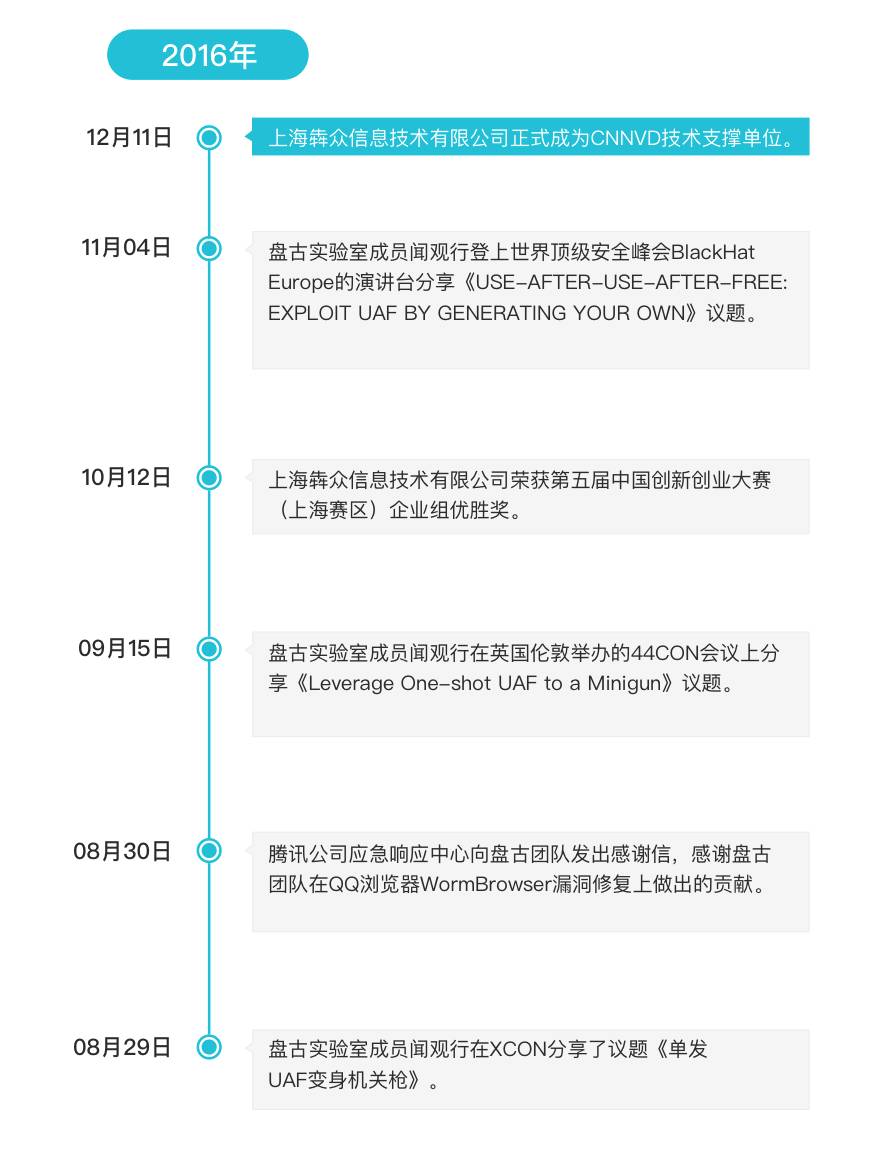 2016年
12月11日
上海犇众信息技术有限公司正式成为CNNVD技术支撑单位。
11月04日
盘古实验室成员闻观行登上世界顶级安全峰会BlackHat
Europe的演讲台分享《USE-AFTER-USE-AFTER-FREE:
EXPLOIT UAF BY GENERATING YOUR OWN》议题。
10月12日
上海犇众信息技术有限公司荣获第五届中国创新创业大赛
（上海赛区）企业组优胜奖。
09月15日
盘古实验室成员闻观行在英国伦敦举办的44CON会议上分
享《Leverage One-shot UAF to a Minigun》议题。
08月30日
腾讯公司应急响应中心向盘古团队发出感谢信，感谢盘古
团队在QQ浏览器WormBrowser漏洞修复上做出的贡献。
08月29日
盘古实验室成员闻观行在XCON分享了议题《单发
UAF变身机关枪》。